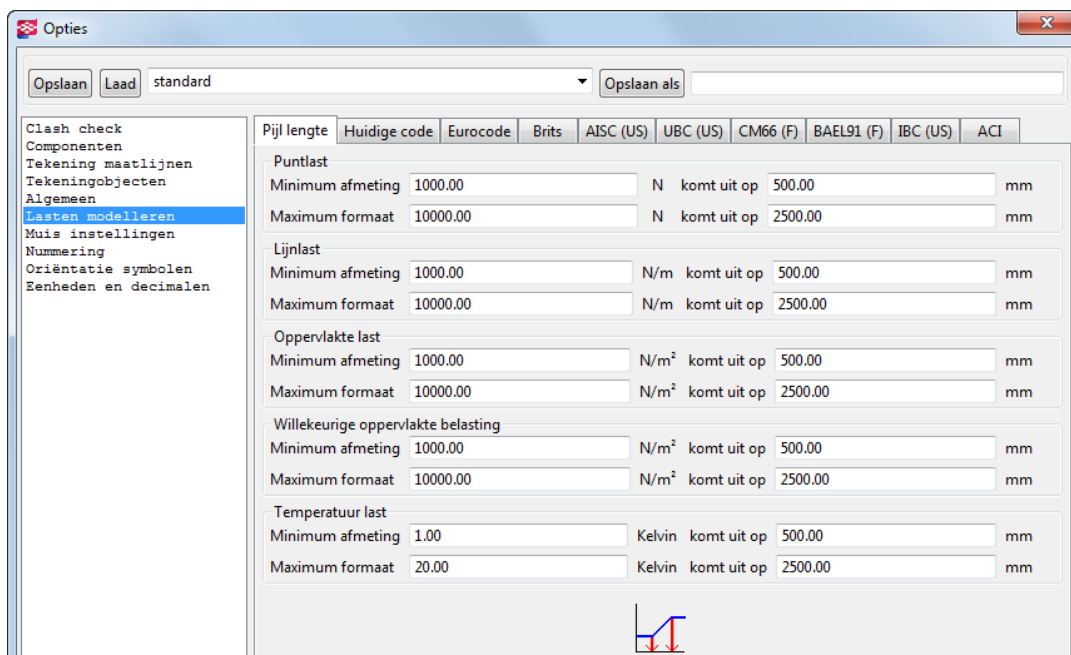 Opties
Opslaan Laad standard Opslaan als
Clash check
Componenten
Tekening maatlijnen
Tekeningobjecten
Algemeen
Lasten modelleren
Muis instellingen
Nummering
Oriëntatie symbolen
Eenheden en decimalen
Pijl lengte Huidige code Eurocode Brits AISC (US) UBC (US) CM66 (F) BAEL91 (F) IBC (US) ACI
Puntlast
Minimum afmeting 1000.00 N komt uit op 500.00 mm
Maximum formaat 10000.00 N komt uit op 2500.00 mm
Lijnlast
Minimum afmeting 1000.00 N/m komt uit op 500.00 mm
Maximum formaat 10000.00 N/m komt uit op 2500.00 mm
Oppervlakte last
Minimum afmeting 1000.00 N/m² komt uit op 500.00 mm
Maximum formaat 10000.00 N/m² komt uit op 2500.00 mm
Willekeurige oppervlakte belasting
Minimum afmeting 1000.00 N/m² komt uit op 500.00 mm
Maximum formaat 10000.00 N/m² komt uit op 2500.00 mm
Temperatuur last
Minimum afmeting 1.00 Kelvin komt uit op 500.00 mm
Maximum formaat 20.00 Kelvin komt uit op 2500.00 mm